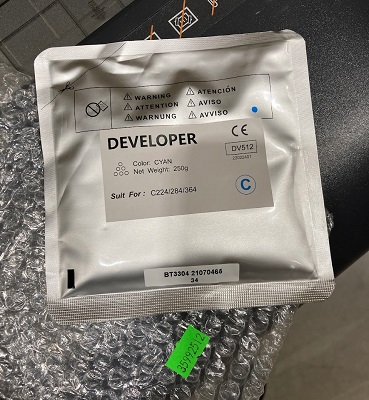 WARNING ATENCIÓN
ATTENTION AVISO
WARNUNG AVVISO
DEVELOPER
CE
DV512
Color: CYAN
Net Weight: 250g
C
Suit For : C224/284/364
BT3304 21070466
34
35992512